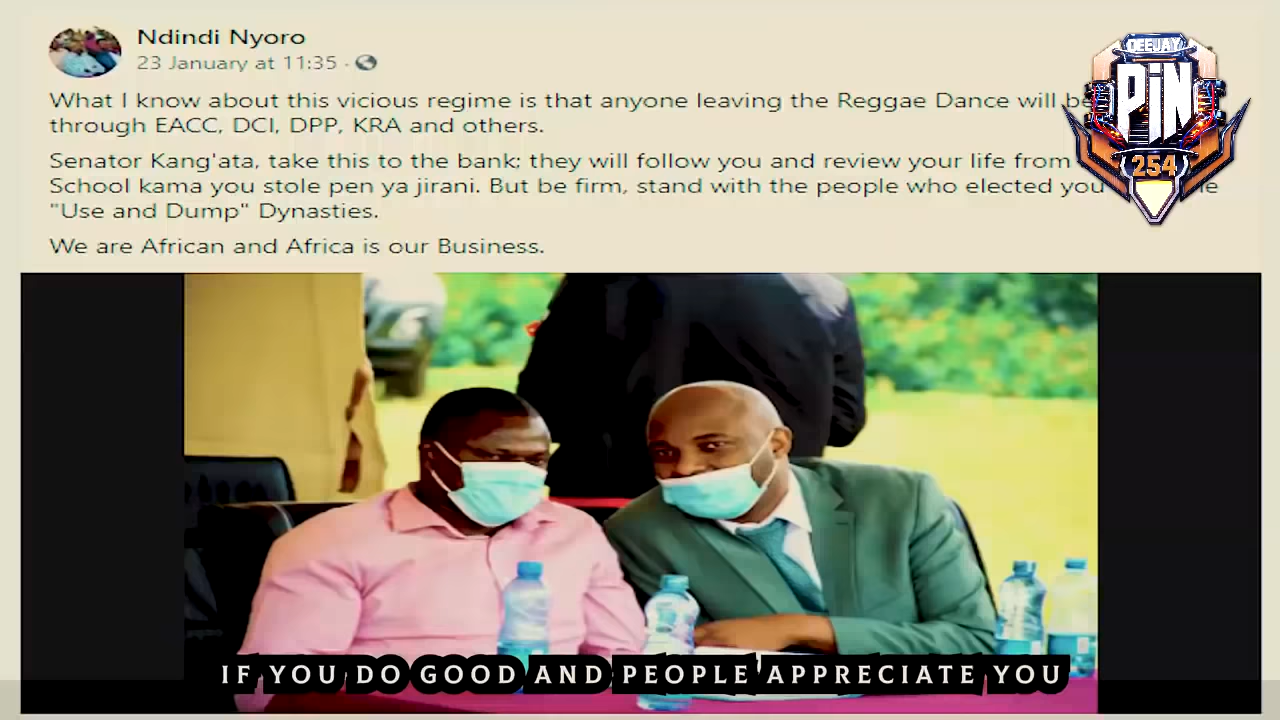 Ndindi Nyoro
23 January at 11:35 ·
What I know about this vicious regime is that anyone leaving the Reggae Dance will be
through EACC, DCI, DPP, KRA and others.
Senator Kang'ata, take this to the bank; they will follow you and review your life from
School kama you stole pen ya jirani. But be firm, stand with the people who elected you
"Use and Dump" Dynasties.
We are African and Africa is our Business.
DEEJAY
PiN
254
IF YOU DO GOOD AND PEOPLE APPRECIATE YOU